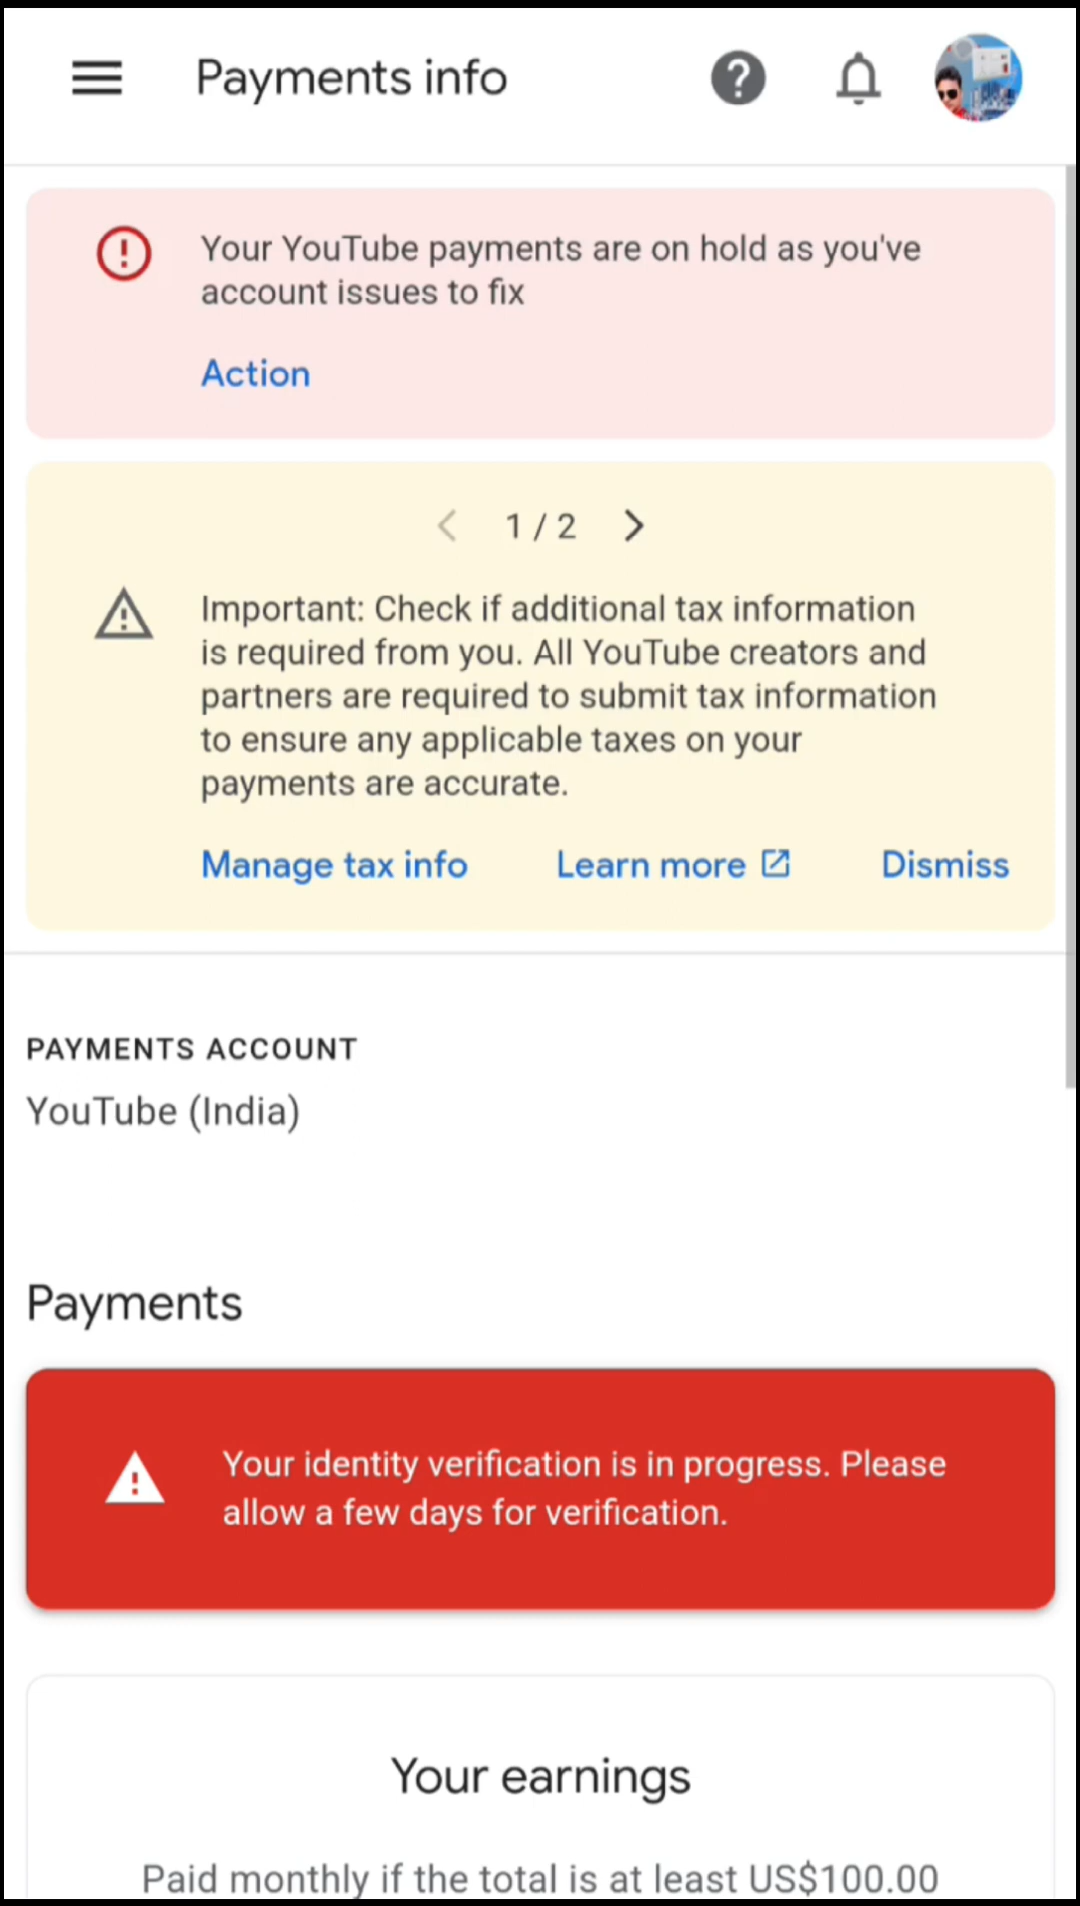 Payments info
Your YouTube payments are on hold as you've
account issues to fix
Action
1 / 2
Important: Check if additional tax information
is required from you. All YouTube creators and
partners are required to submit tax information
to ensure any applicable taxes on your
payments are accurate.
Manage tax info Learn more Dismiss
PAYMENTS ACCOUNT
YouTube (India)
Payments
Your identity verification is in progress. Please
allow a few days for verification.
Your earnings
Paid monthly if the total is at least US$100.00